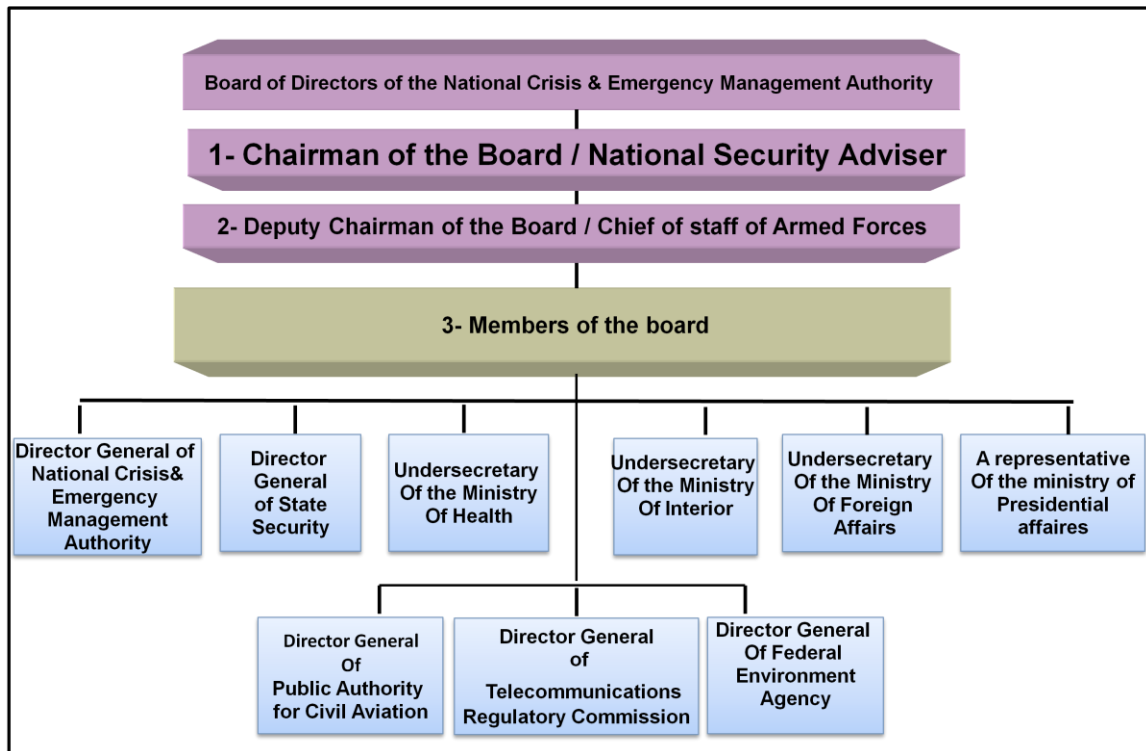 Board of Directors of the National Crisis & Emergency Management Authority
1- Chairman of the Board / National Security Adviser
2- Deputy Chairman of the Board / Chief of staff of Armed Forces
3- Members of the board
Director General of
National Crisis&
Emergency
Management
Authority
Director
General
of State
Security
Undersecretary
Of the Ministry
Of Health
Undersecretary
Of the Ministry
Of Interior
Undersecretary
Of the Ministry
Of Foreign
Affairs
A representative
Of the ministry of
Presidential
affaires
Director General
Of
Public Authority
for Civil Aviation
Director General
of
Telecommunications
Regulatory Commission
Director General
Of Federal
Environment
Agency